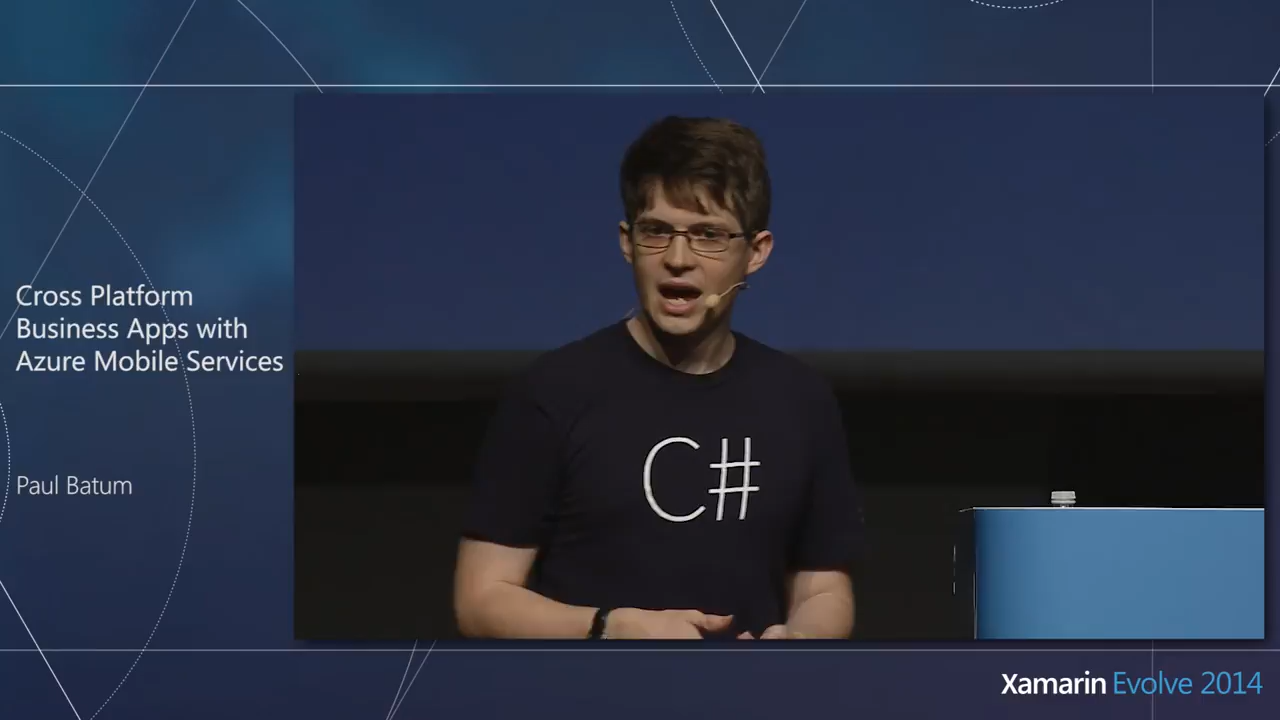 Cross Platform
Business Apps with
Azure Mobile Services
Paul Batum
C#
Xamarin Evolve 2014